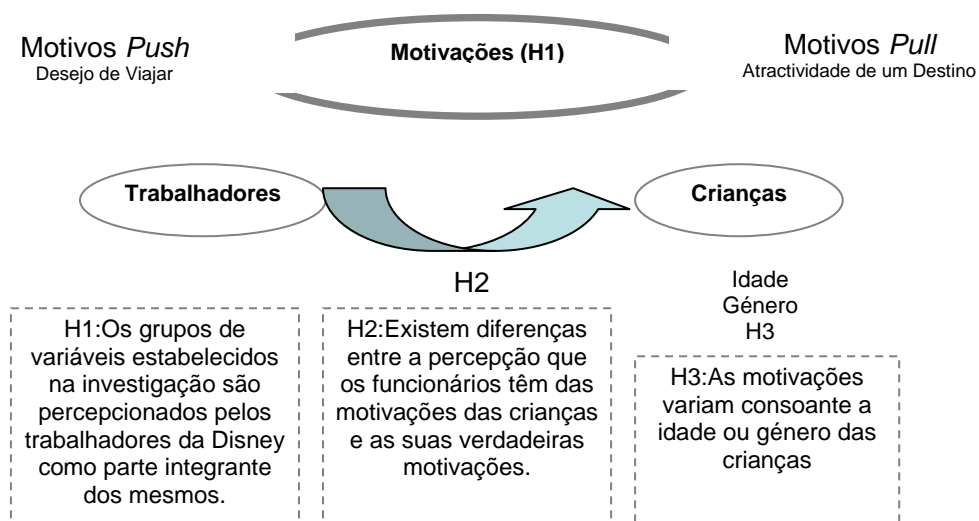 Motivos Push
Desejo de Viajar
Motivações (H1)
Motivos Pull
Atractividade de um Destino
Trabalhadores
Crianças
H2
Idade
Género
H3
H1:Os grupos de
variáveis estabelecidos
na investigação são
percepcionados pelos
trabalhadores da Disney
como parte integrante
dos mesmos.
H2:Existem diferenças
entre a percepção que
os funcionários têm das
motivações das crianças
e as suas verdadeiras
motivações.
H3:As motivações
variam consoante a
idade ou género das
crianças